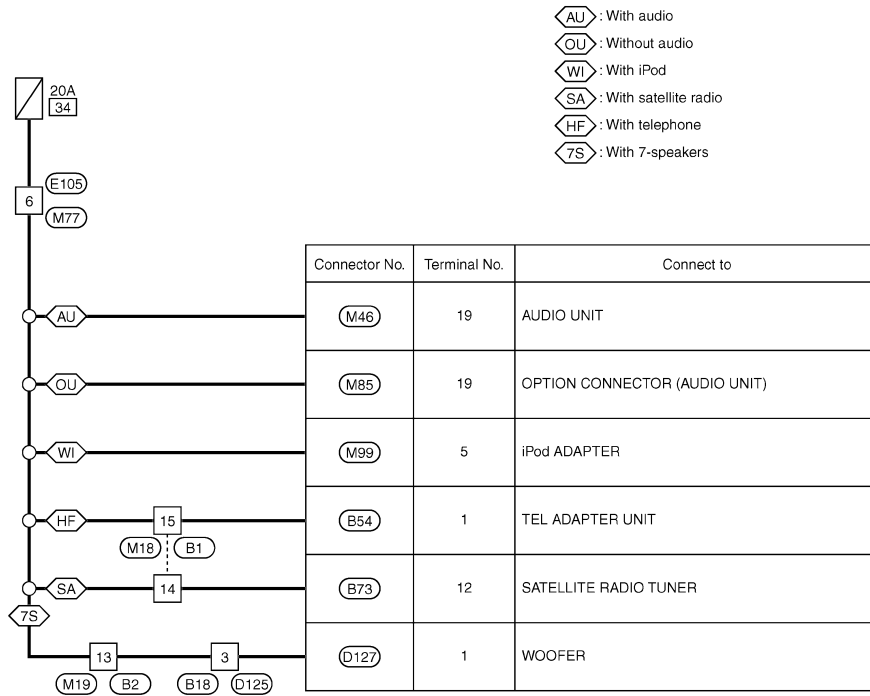 AU : With audio
OU : Without audio
WI : With iPod
SA : With satellite radio
HF : With telephone
7S : With 7-speakers
20A
34
E105
6
M77
Connector No. Terminal No. Connect to
AU M46 19 AUDIO UNIT
OU M85 19 OPTION CONNECTOR (AUDIO UNIT)
WI M99 5 iPod ADAPTER
HF 15 B54 1 TEL ADAPTER UNIT
M18 B1
SA 14 B73 12 SATELLITE RADIO TUNER
7S
13 3 D127 1 WOOFER
M19 B2 B18 D125